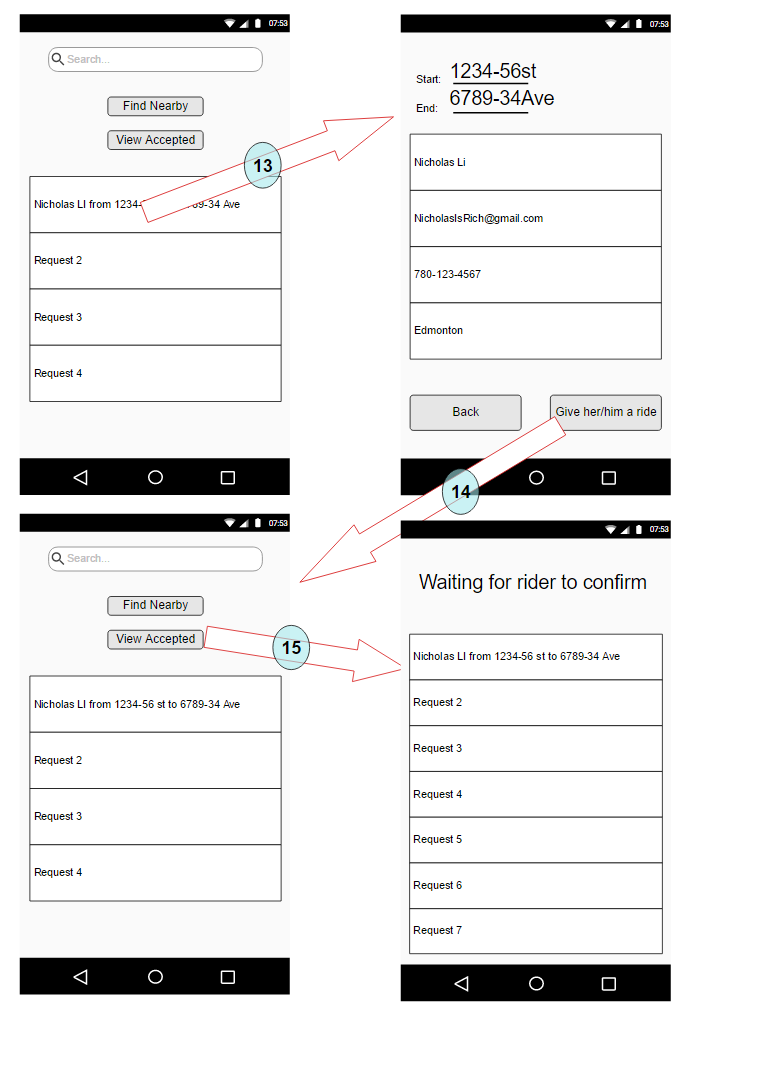 07:53
Search...
Find Nearby
View Accepted
13
Nicholas LI from 1234- 89-34 Ave
Request 2
Request 3
Request 4
07:53
Start: 1234-56st
End: 6789-34Ave
Nicholas Li
NicholasIsRich@gmail.com
780-123-4567
Edmonton
Back
Give her/him a ride
14
07:53
Search...
Find Nearby
View Accepted
15
Nicholas LI from 1234-56 st to 6789-34 Ave
Request 2
Request 3
Request 4
07:53
Waiting for rider to confirm
Nicholas LI from 1234-56 st to 6789-34 Ave
Request 2
Request 3
Request 4
Request 5
Request 6
Request 7